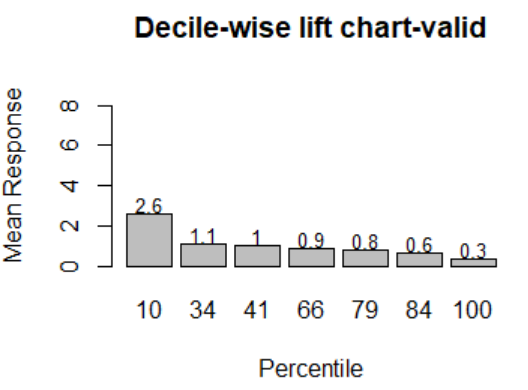 Decile-wise lift chart-valid
Mean Response
8
6
4
2
0
2.6 1.1 1 0.9 0.8 0.6 0.3
10 34 41 66 79 84 100
Percentile